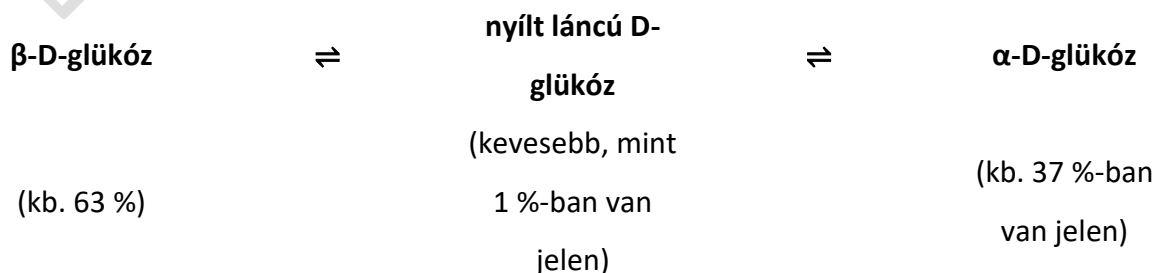 β-D-glükóz ⇌ nyílt láncú D-
glükóz ⇌ α-D-glükóz
(kb. 63 %)
(kevesebb, mint
1 %-ban van
jelen)
(kb. 37 %-ban
van jelen)